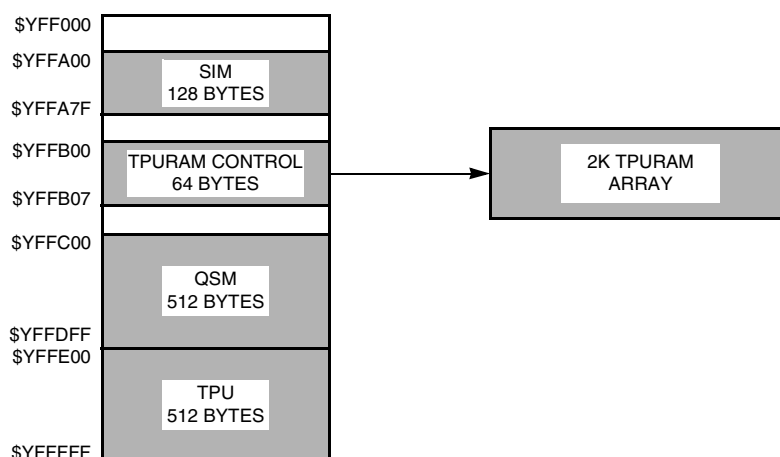 $YFF000
$YFFA00
SIM
128 BYTES
$YFFA7F
$YFFB00
TPURAM CONTROL
64 BYTES
$YFFB07
2K TPURAM
ARRAY
$YFFC00
QSM
512 BYTES
$YFFDFF
$YFFE00
TPU
512 BYTES
$YFFFFF